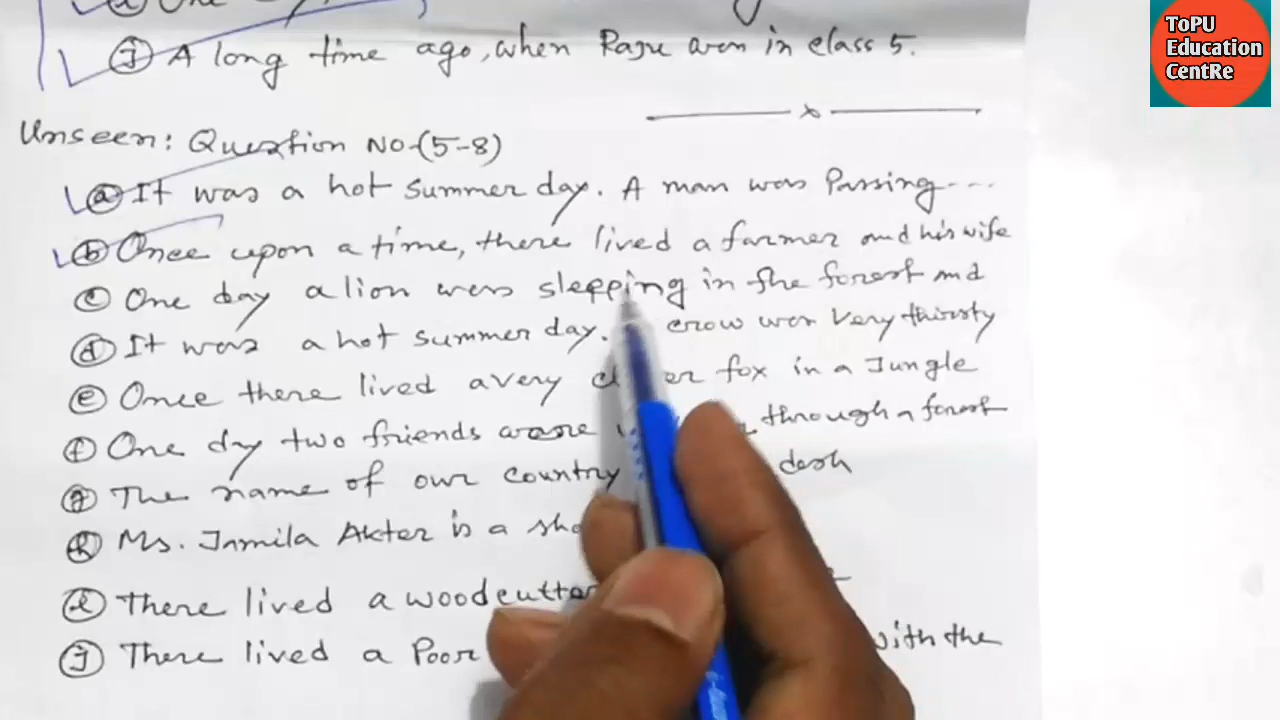 ToPU
Education
CentRe
(J) A long time ago, when Raju was in class 5.
Unseen: Question No-(5-8)
(a) It was a hot summer day. A man was Passing...
(b) Once upon a time, there lived a farmer and his wife
(c) One day a lion was sleeping in the forest and
(d) It was a hot summer day. crow was very thirsty
(e) Once there lived a very fox in a Jungle
(f) One day two friends were through a forest
(g) The name of our country desh
(h) Ms. Jamila Akter is a
(i) There lived a woodcutter
(J) There lived a Poor with the